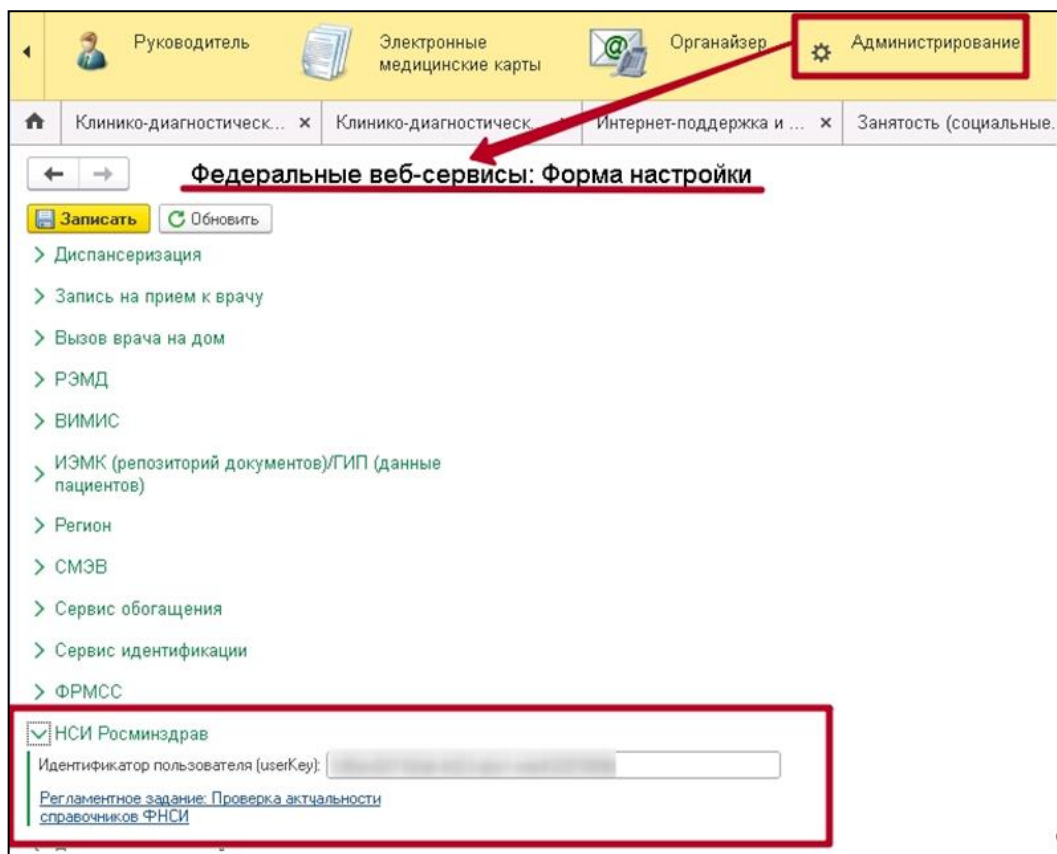 Руководитель
Электронные
медицинские карты
Органайзер
Администрирование
Клинико-диагностическ... × Клинико-диагностическ Интернет-поддержка и ... × Занятость (социальные.
Федеральные веб-сервисы: Форма настройки
Записать Обновить
Диспансеризация
Запись на прием к врачу
Вызов врача на дом
РЭМД
ВИМИС
ИЭМК (репозиторий документов)/ГИП (данные
пациентов)
Регион
СМЭВ
Сервис обогащения
Сервис идентификации
ФРМСС
НСИ Росминздрав
Идентификатор пользователя (userKey):
Регламентное задание: Проверка актуальности
справочников ФНСИ